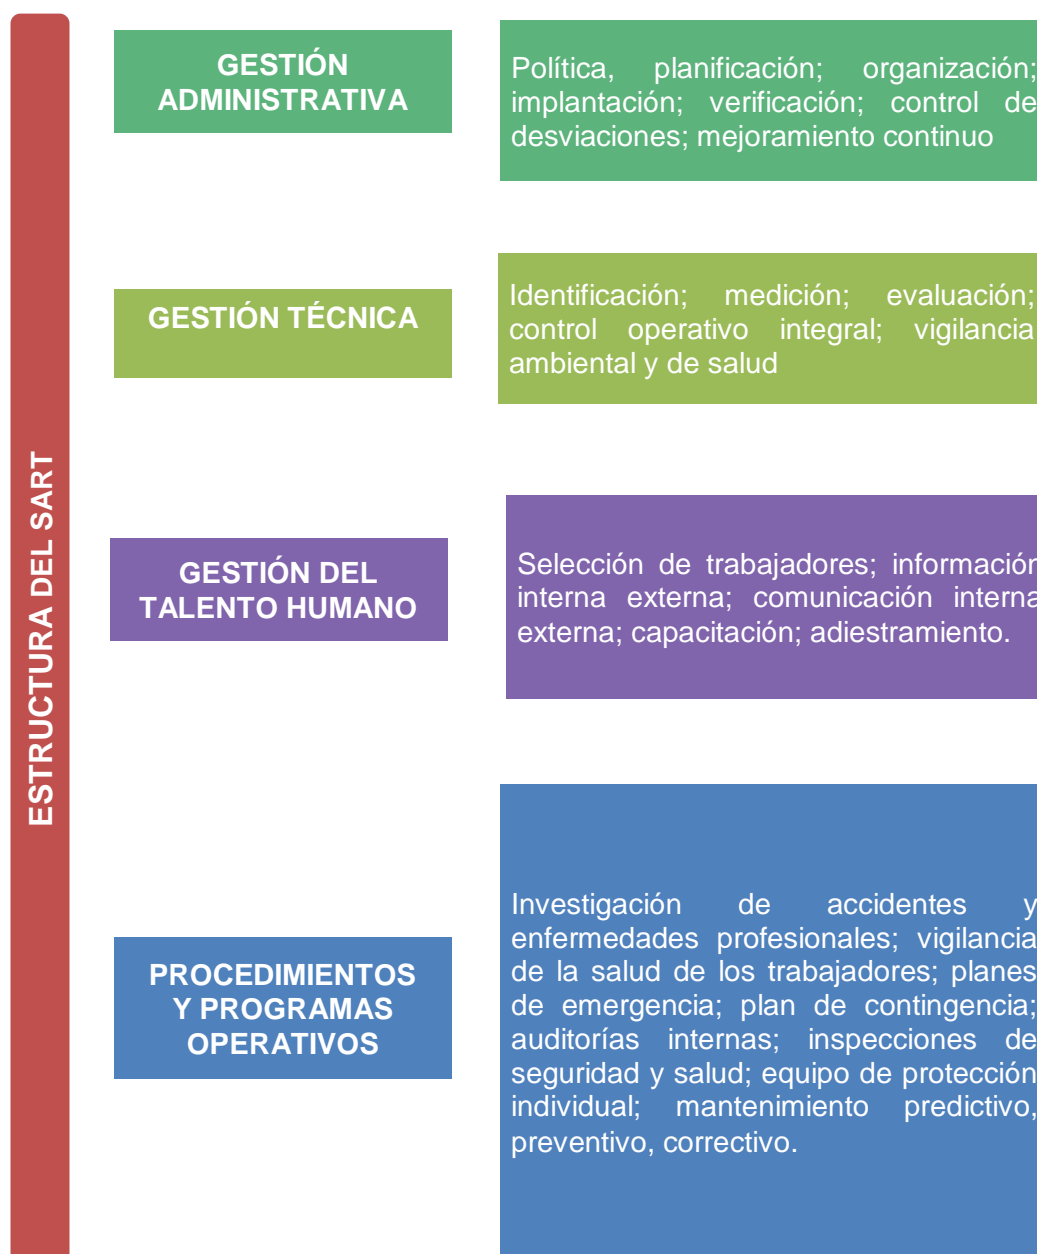 ESTRUCTURA DEL SART
GESTIÓN
ADMINISTRATIVA
Política, planificación; organización;
implantación; verificación; control de
desviaciones; mejoramiento continuo
GESTIÓN TÉCNICA
Identificación; medición; evaluación;
control operativo integral; vigilancia
ambiental y de salud
GESTIÓN DEL
TALENTO HUMANO
Selección de trabajadores; información
interna externa; comunicación interna
externa; capacitación; adiestramiento.
PROCEDIMIENTOS
Y PROGRAMAS
OPERATIVOS
Investigación de accidentes y
enfermedades profesionales; vigilancia
de la salud de los trabajadores; planes
de emergencia; plan de contingencia;
auditorías internas; inspecciones de
seguridad y salud; equipo de protección
individual; mantenimiento predictivo,
preventivo, correctivo.